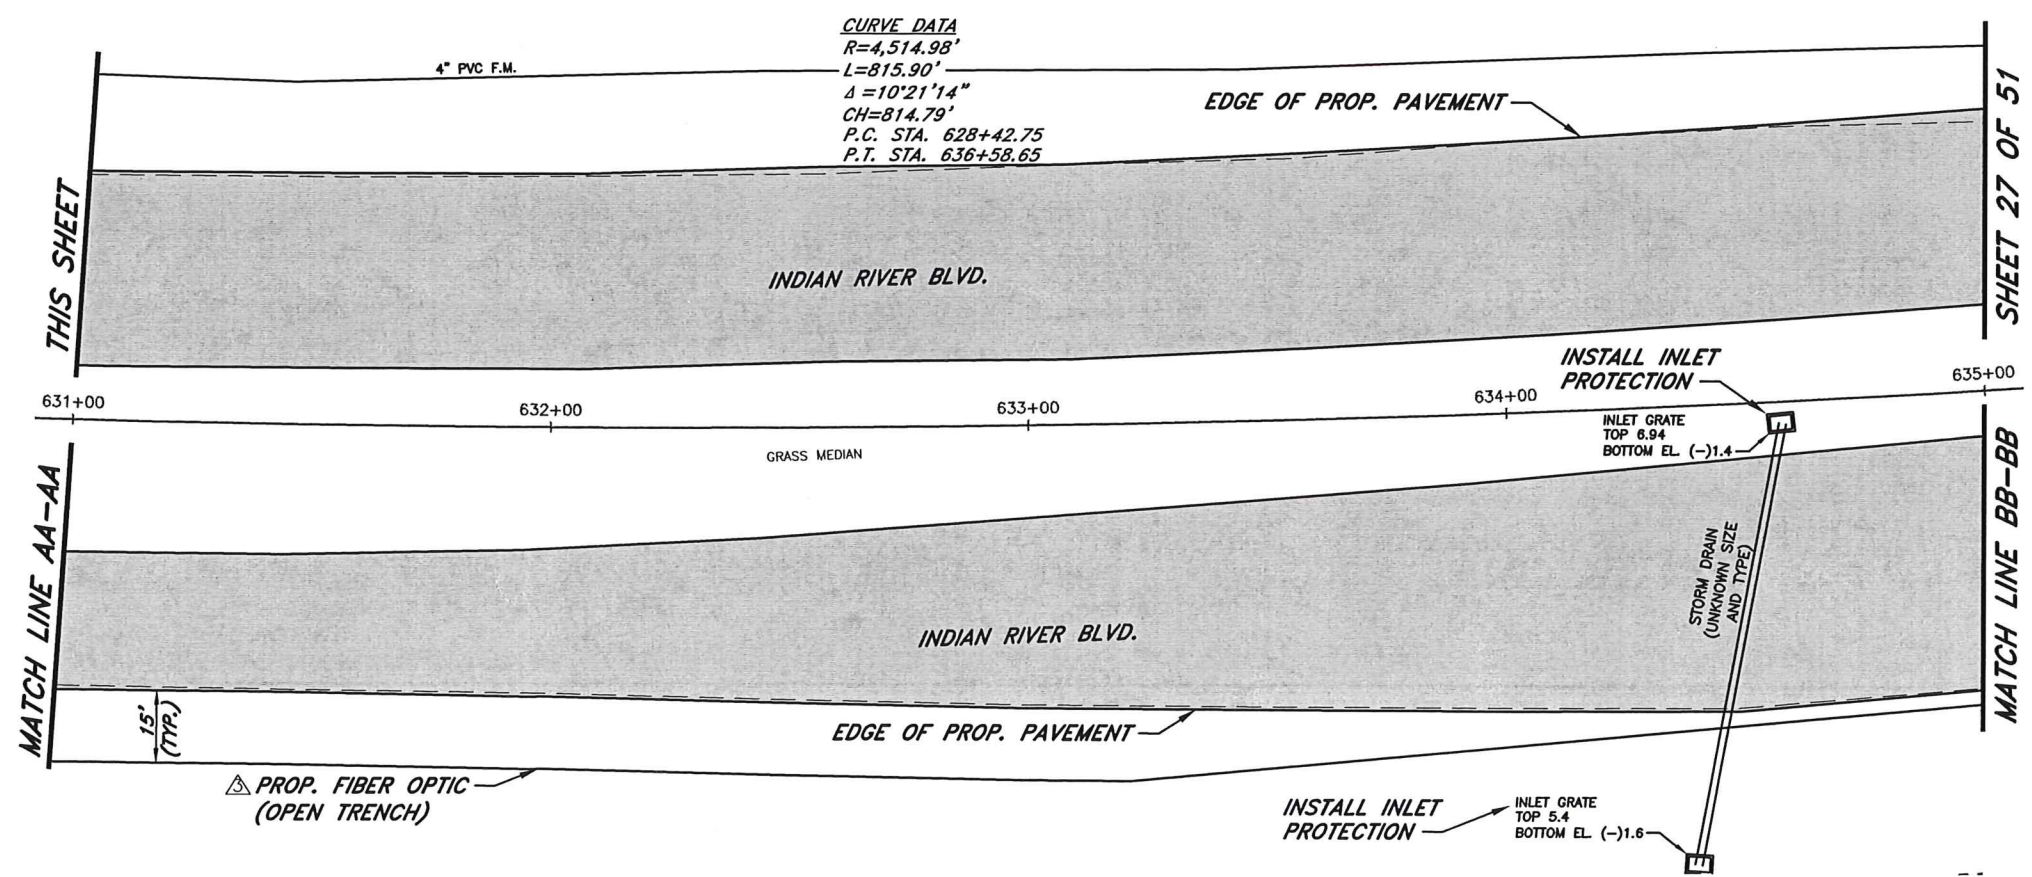 CURVE DATA
R=4,514.98'
L=815.90'
Δ =10°21'14"
CH=814.79'
P.C. STA. 628+42.75
P.T. STA. 636+58.65
4" PVC F.M.
EDGE OF PROP. PAVEMENT
THIS SHEET
SHEET 27 OF 51
INDIAN RIVER BLVD.
INSTALL INLET
PROTECTION
631+00
632+00
633+00
634+00
635+00
INLET GRATE
TOP 6.94
BOTTOM EL. (-)1.4
GRASS MEDIAN
MATCH LINE AA-AA
MATCH LINE BB-BB
STORM DRAIN
(UNKNOWN SIZE
AND TYPE)
INDIAN RIVER BLVD.
15'
(TYP.)
EDGE OF PROP. PAVEMENT
3 PROP. FIBER OPTIC
(OPEN TRENCH)
INSTALL INLET
PROTECTION
INLET GRATE
TOP 5.4
BOTTOM EL. (-)1.6